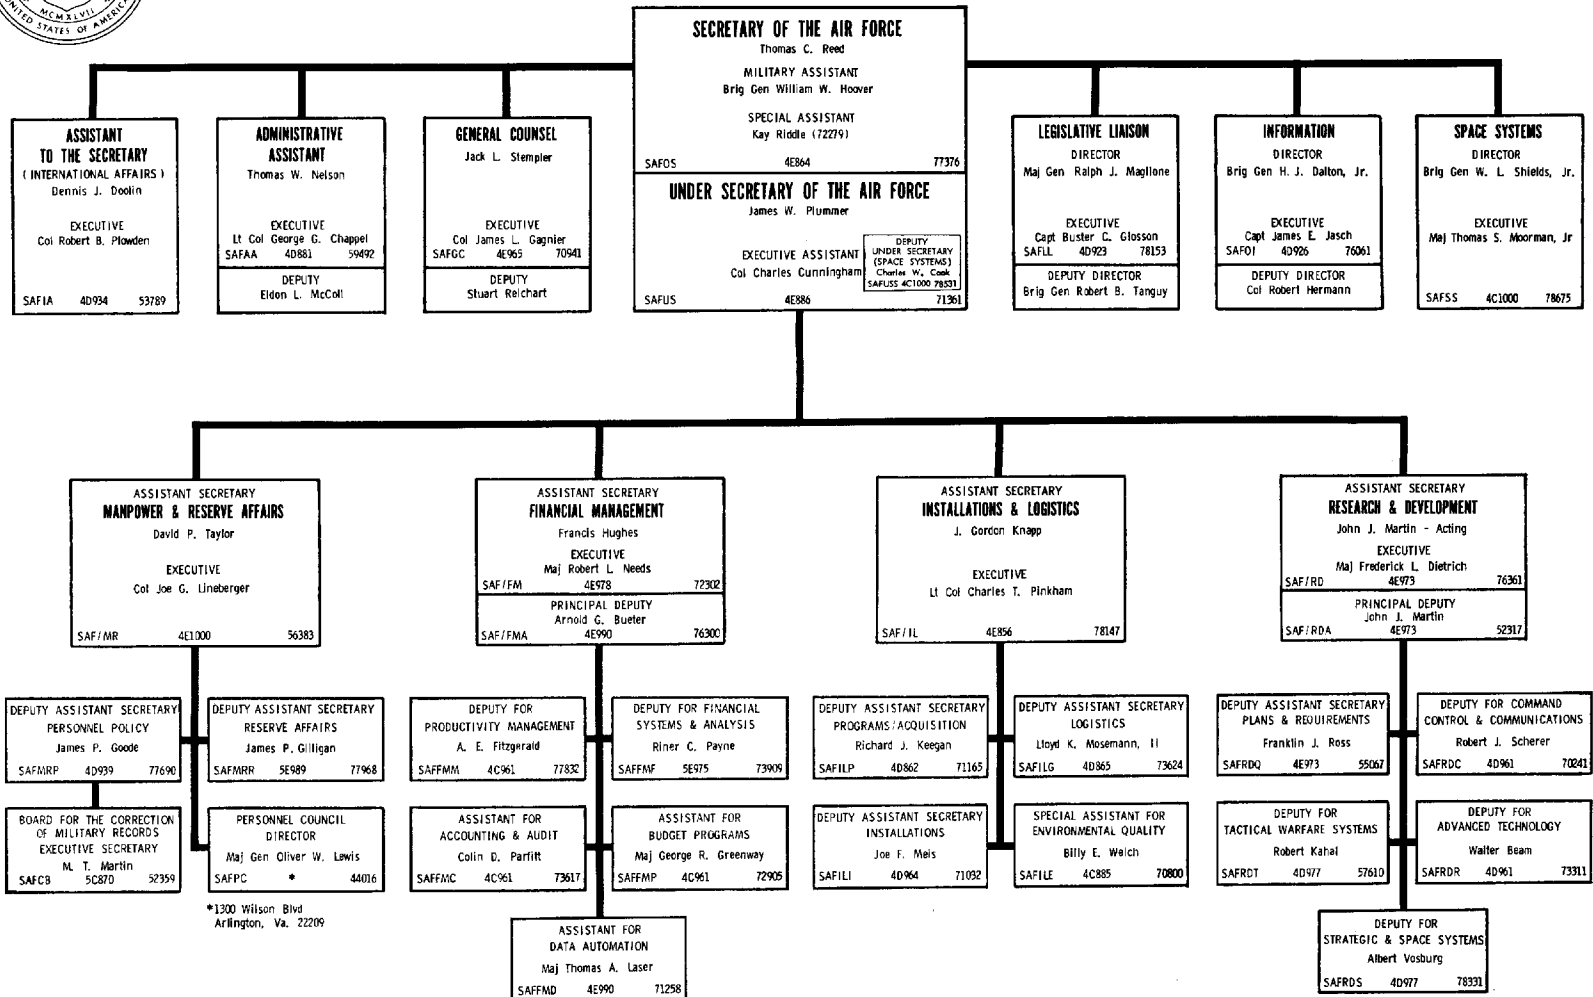 MCMXLVII
UNITED STATES OF AMERICA
SECRETARY OF THE AIR FORCE
Thomas C. Reed
MILITARY ASSISTANT
Brig Gen William W. Hoover
SPECIAL ASSISTANT
Kay Riddle (72279)
SAFOS 4E864 77376
UNDER SECRETARY OF THE AIR FORCE
James W. Plummer
EXECUTIVE ASSISTANT
Col Charles Cunningham
DEPUTY
UNDER SECRETARY
(SPACE SYSTEMS)
Charles W. Cook
SAFUSS 4C1000 78531
SAFUS 4E886 71361
ASSISTANT
TO THE SECRETARY
(INTERNATIONAL AFFAIRS)
Dennis J. Doolin
EXECUTIVE
Col Robert B. Plowden
SAFIA 4D934 53789
ADMINISTRATIVE
ASSISTANT
Thomas W. Nelson
EXECUTIVE
Lt Col George G. Chappel
SAFAA 4D881 59492
DEPUTY
Eldon L. McColl
GENERAL COUNSEL
Jack L. Stempler
EXECUTIVE
Col James L. Gagnier
SAFGC 4E965 70941
DEPUTY
Stuart Reichart
LEGISLATIVE LIAISON
DIRECTOR
Maj Gen Ralph J. Maglione
EXECUTIVE
Capt Buster C. Glosson
SAFLL 4D923 78153
DEPUTY DIRECTOR
Brig Gen Robert B. Tanguy
INFORMATION
DIRECTOR
Brig Gen H. J. Dalton, Jr.
EXECUTIVE
Capt James E. Jasch
SAFOI 4D926 76061
DEPUTY DIRECTOR
Col Robert Hermann
SPACE SYSTEMS
DIRECTOR
Brig Gen W. L. Shields, Jr.
EXECUTIVE
Maj Thomas S. Moorman, Jr
SAFSS 4C1000 78675
ASSISTANT SECRETARY
MANPOWER & RESERVE AFFAIRS
David P. Taylor
EXECUTIVE
Col Joe G. Lineberger
SAF/MR 4E1000 56383
ASSISTANT SECRETARY
FINANCIAL MANAGEMENT
Francis Hughes
EXECUTIVE
Maj Robert L. Needs
SAF/FM 4E978 72302
PRINCIPAL DEPUTY
Arnold G. Bueter
SAF/FMA 4E990 76300
ASSISTANT SECRETARY
INSTALLATIONS & LOGISTICS
J. Gordon Knapp
EXECUTIVE
Lt Col Charles T. Pinkham
SAF/IL 4E856 78147
ASSISTANT SECRETARY
RESEARCH & DEVELOPMENT
John J. Martin - Acting
EXECUTIVE
Maj Frederick L. Dietrich
SAF/RD 4E973 76361
PRINCIPAL DEPUTY
John J. Martin
SAF/RDA 4E973 52317
DEPUTY ASSISTANT SECRETARY
PERSONNEL POLICY
James P. Goode
SAFMRP 4D939 77690
DEPUTY ASSISTANT SECRETARY
RESERVE AFFAIRS
James P. Gilligan
SAFMRR 5E989 77968
BOARD FOR THE CORRECTION
OF MILITARY RECORDS
EXECUTIVE SECRETARY
M. T. Martin
SAFCB 5C870 52359
PERSONNEL COUNCIL
DIRECTOR
Maj Gen Oliver W. Lewis
SAFPC * 44016
*1300 Wilson Blvd
Arlington, Va. 22209
DEPUTY FOR
PRODUCTIVITY MANAGEMENT
A. E. Fitzgerald
SAFFMM 4C961 77832
DEPUTY FOR FINANCIAL
SYSTEMS & ANALYSIS
Riner C. Payne
SAFFMF 5E975 73909
ASSISTANT FOR
ACCOUNTING & AUDIT
Colin D. Parfitt
SAFFMC 4C961 73617
ASSISTANT FOR
BUDGET PROGRAMS
Maj George R. Greenway
SAFFMP 4C961 72905
ASSISTANT FOR
DATA AUTOMATION
Maj Thomas A. Laser
SAFFMD 4E990 71258
DEPUTY ASSISTANT SECRETARY
PROGRAMS/ACQUISITION
Richard J. Keegan
SAFILP 4D862 71165
DEPUTY ASSISTANT SECRETARY
LOGISTICS
Lloyd K. Mosemann, II
SAFILG 4D865 73624
DEPUTY ASSISTANT SECRETARY
INSTALLATIONS
Joe F. Meis
SAFILI 4D964 71032
SPECIAL ASSISTANT FOR
ENVIRONMENTAL QUALITY
Billy E. Welch
SAFILE 4C885 70800
DEPUTY ASSISTANT SECRETARY
PLANS & REQUIREMENTS
Franklin J. Ross
SAFRDQ 4E973 55067
DEPUTY FOR COMMAND
CONTROL & COMMUNICATIONS
Robert J. Scherer
SAFRDC 4D961 70241
DEPUTY FOR
TACTICAL WARFARE SYSTEMS
Robert Kahal
SAFRDT 4D977 57610
DEPUTY FOR
ADVANCED TECHNOLOGY
Walter Beam
SAFRDR 4D961 73311
DEPUTY FOR
STRATEGIC & SPACE SYSTEMS
Albert Vosburg
SAFRDS 4D977 78331